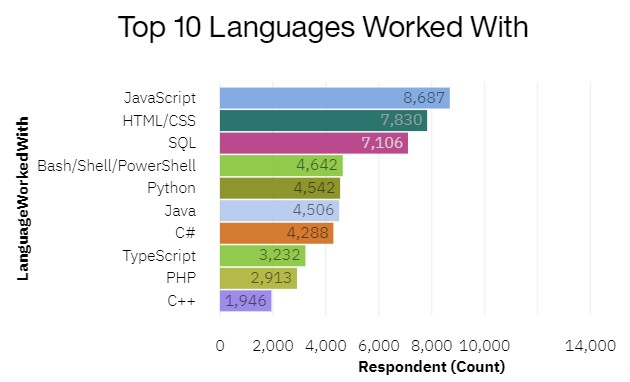 Top 10 Languages Worked With
LanguageWorkedWith
JavaScript 8,687
HTML/CSS 7,830
SQL 7,106
Bash/Shell/PowerShell 4,642
Python 4,542
Java 4,506
C# 4,288
TypeScript 3,232
PHP 2,913
C++ 1,946
0 2,000 4,000 6,000 8,000 10,000 14,000
Respondent (Count)